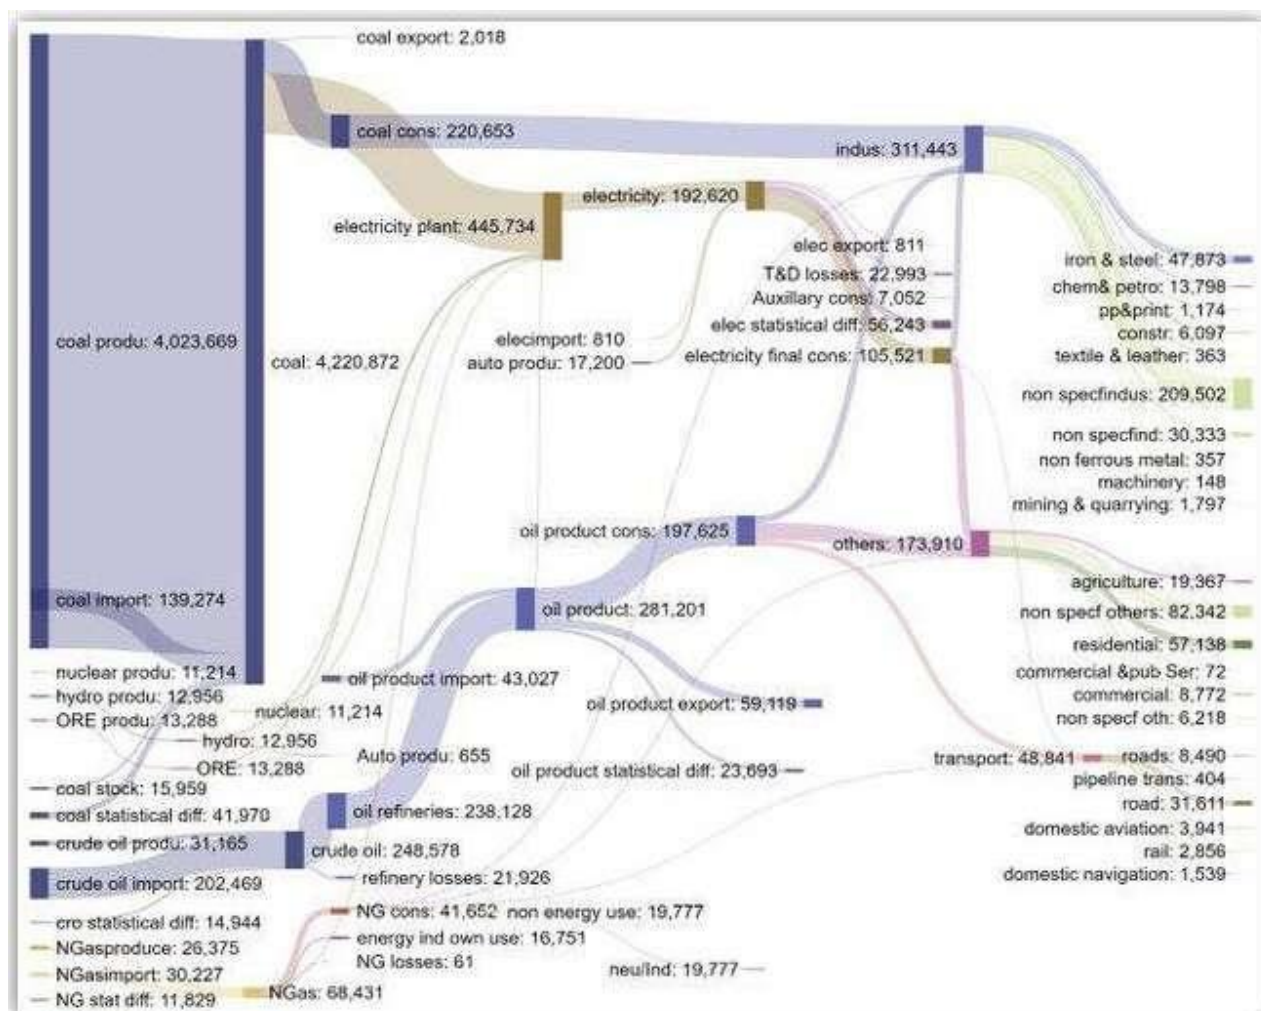 coal export: 2,018
coal cons: 220,653
indus: 311,443
electricity: 192,620
electricity plant: 445,734
elec export: 811
iron & steel: 47,873
T&D losses: 22,993
chem& petro: 13,798
Auxillary cons: 7,052
pp&print: 1,174
elec statistical diff: 56,243
constr: 6,097
coal produ: 4,023,669
elecimport: 810
electricity final cons: 105,521
textile & leather: 363
coal: 4,220,872
auto produ: 17,200
non specfindus: 209,502
non specfind: 30,333
non ferrous metal: 357
machinery: 148
mining & quarrying: 1,797
oil product cons: 197,625
others: 173,910
agriculture: 19,367
coal import: 139,274
oil product: 281,201
non specf others: 82,342
residential: 57,138
nuclear produ: 11,214
oil product import: 43,027
commercial &pub Ser: 72
hydro produ: 12,956
commercial: 8,772
oil product export: 59,119
ORE produ: 13,288
nuclear: 11,214
non specf oth: 6,218
hydro: 12,956
Auto produ: 655
transport: 48,841
roads: 8,490
ORE: 13,288
oil product statistical diff: 23,693
pipeline trans: 404
coal stock: 15,959
road: 31,611
coal statistical diff: 41,970
oil refineries: 238,128
domestic aviation: 3,941
crude oil produ: 31,165
crude oil: 248,578
rail: 2,856
crude oil import: 202,469
refinery losses: 21,926
domestic navigation: 1,539
NG cons: 41,652
non energy use: 19,777
cro statistical diff: 14,944
energy ind own use: 16,751
NGasproduce: 26,375
NG losses: 61
neu/ind: 19,777
NGasimport: 30,227
NGas: 68,431
NG stat diff: 11,829